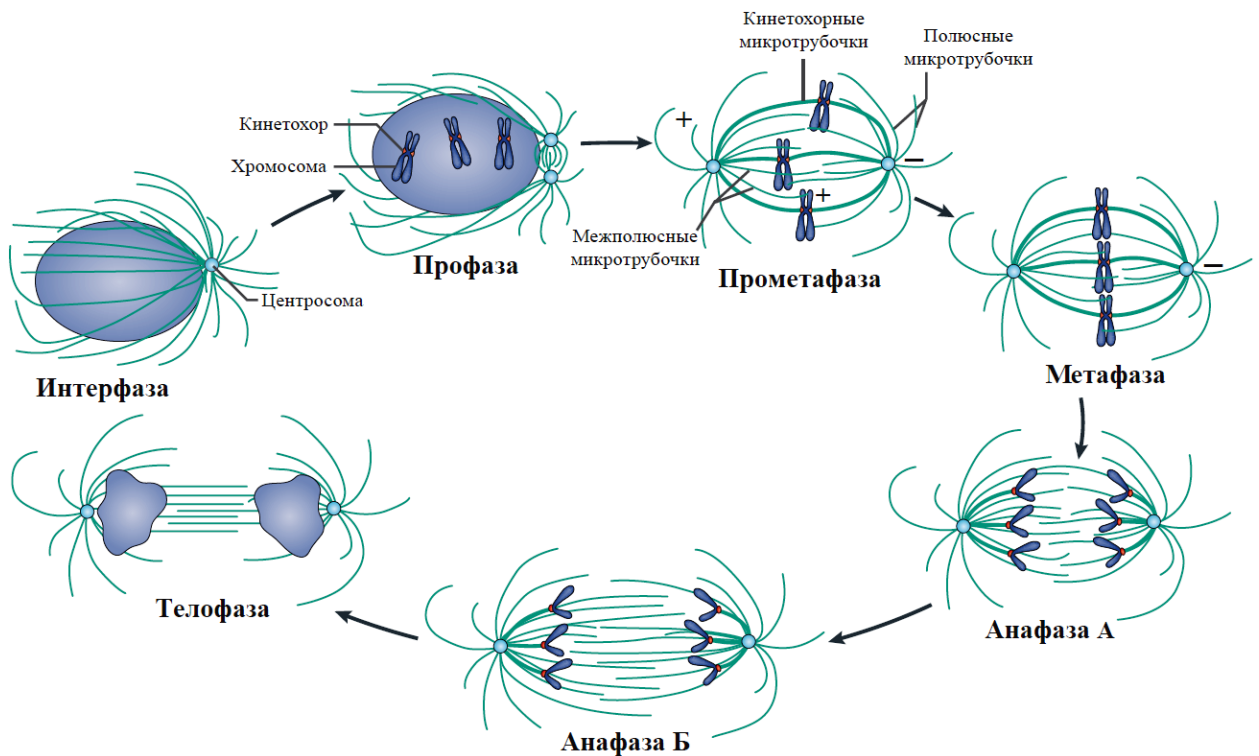 Кинетохорные
микротрубочки
Полюсные
микротрубочки
Кинетохор
Хромосома
+
−
+
Межполюсные
микротрубочки
Профаза
Прометафаза
Центросома
−
Интерфаза
Метафаза
Телофаза
Анафаза А
Анафаза Б